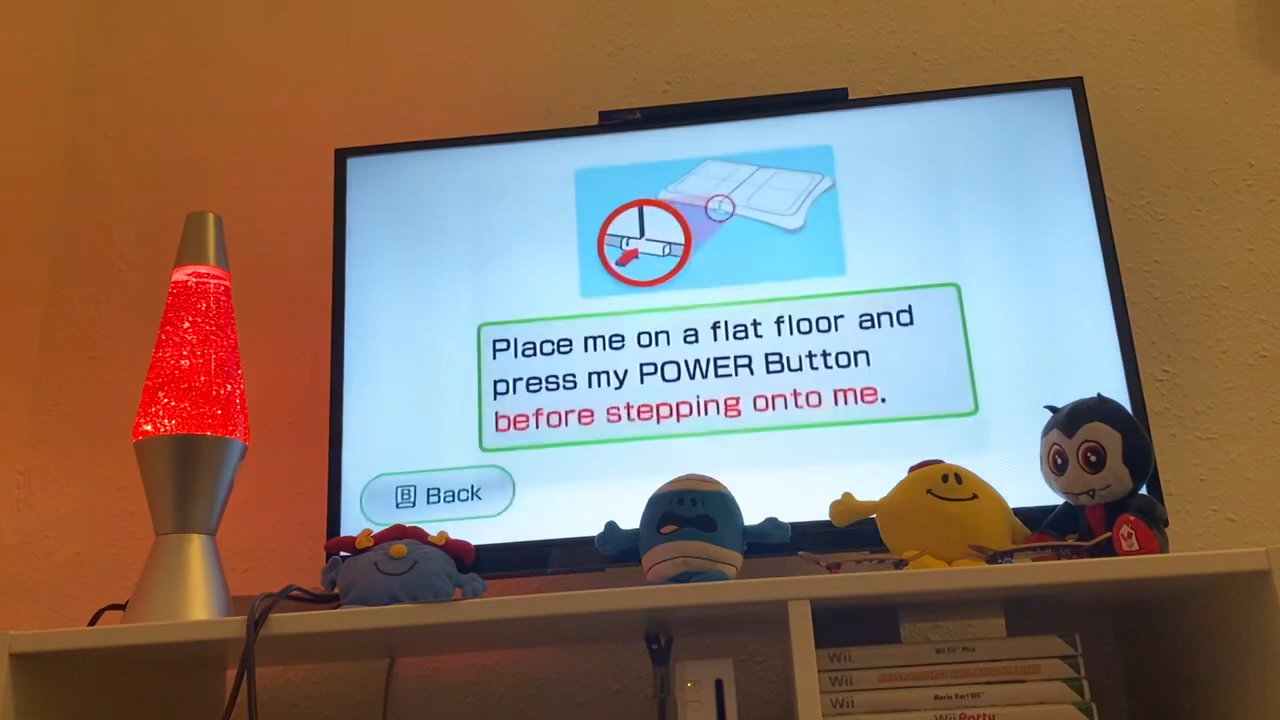 Place me on a flat floor and
press my POWER Button
before stepping onto me.
B Back
Wii Wii Fit Plus
Wii
Wii Mario Kart Wii
Wii Wii Party